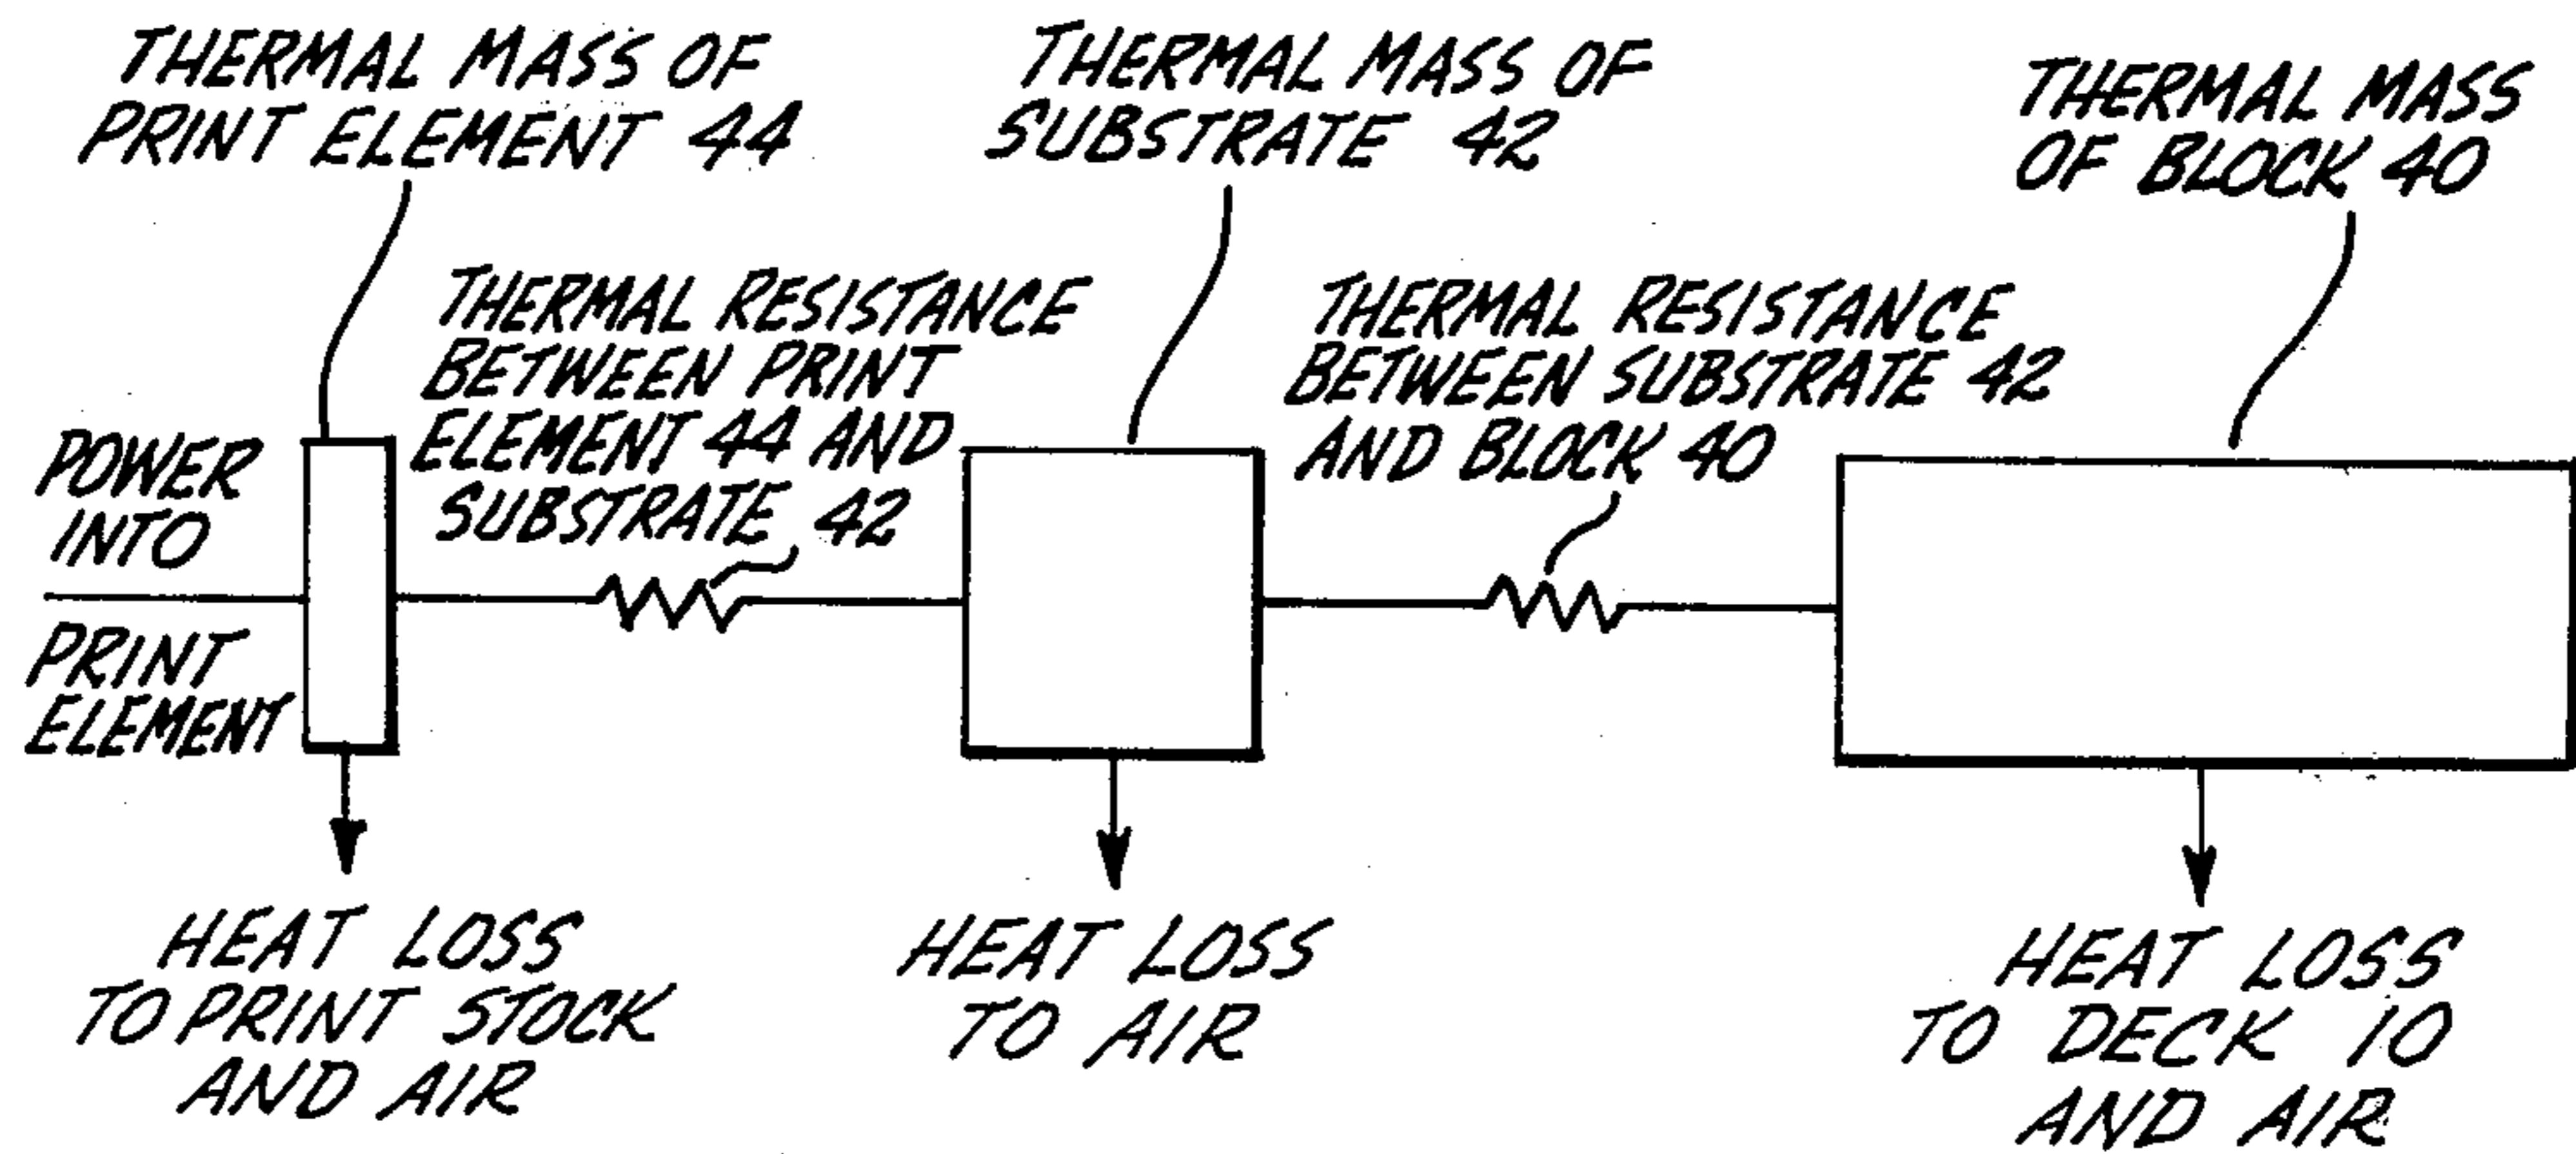 THERMAL MASS OF
PRINT ELEMENT 44
THERMAL MASS OF
SUBSTRATE 42
THERMAL MASS
OF BLOCK 40
THERMAL RESISTANCE
BETWEEN PRINT
ELEMENT 44 AND
SUBSTRATE 42
THERMAL RESISTANCE
BETWEEN SUBSTRATE 42
AND BLOCK 40
POWER
INTO
PRINT
ELEMENT
HEAT LOSS
TO PRINT STOCK
AND AIR
HEAT LOSS
TO AIR
HEAT LOSS
TO DECK 10
AND AIR